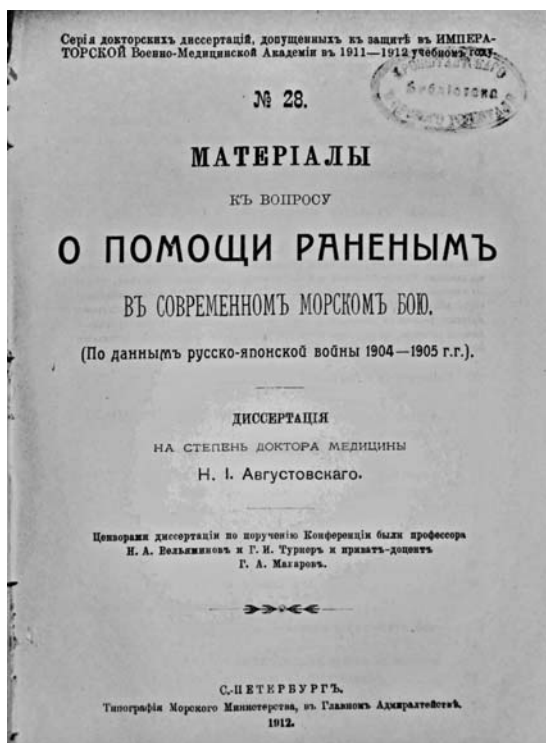 Серія докторскихъ диссертацій, допущенныхъ къ защитѣ въ ИМПЕРА-
ТОРСКОЙ Военно-Медицинской Академіи въ 1911—1912 учебномъ году.
Библіотека
№ 28.
МАТЕРІАЛЫ
КЪ ВОПРОСУ
О ПОМОЩИ РАНЕНЫМЪ
ВЪ СОВРЕМЕННОМЪ МОРСКОМЪ БОЮ.
(По даннымъ русско-японской войны 1904—1905 г.г.).
ДИССЕРТАЦІЯ
НА СТЕПЕНЬ ДОКТОРА МЕДИЦИНЫ
Н. І. Августовскаго.
Цензорами диссертаціи по порученію Конференціи были профессора
Н. А. Вельяминовъ и Г. И. Турнеръ и приватъ-доцентъ
Г. А. Макаровъ.
С.-ПЕТЕРБУРГЪ.
Типографія Морского Министерства, въ Главномъ Адмиралтействѣ.
1912.